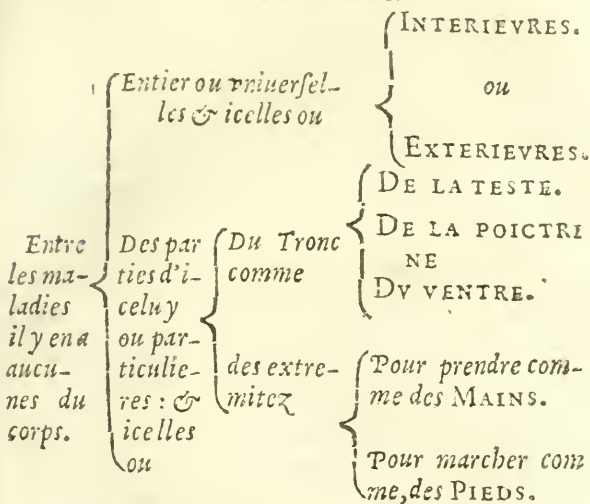 Entre
les ma-
ladies
il y en a
aucu-
nes du
corps.
Entier ou vniuersel-
les & icelles ou
INTERIEVRES.
ou
EXTERIEVRES.
Des par
ties d'i-
celuy
ou par-
ticulie-
res : &
icelles
ou
Du Tronc
comme
DE LA TESTE.
DE LA POICTRI
NE
DV VENTRE.
des extre-
mitez
Pour prendre com-
me des MAINS.
Pour marcher com
me, des PIEDS.